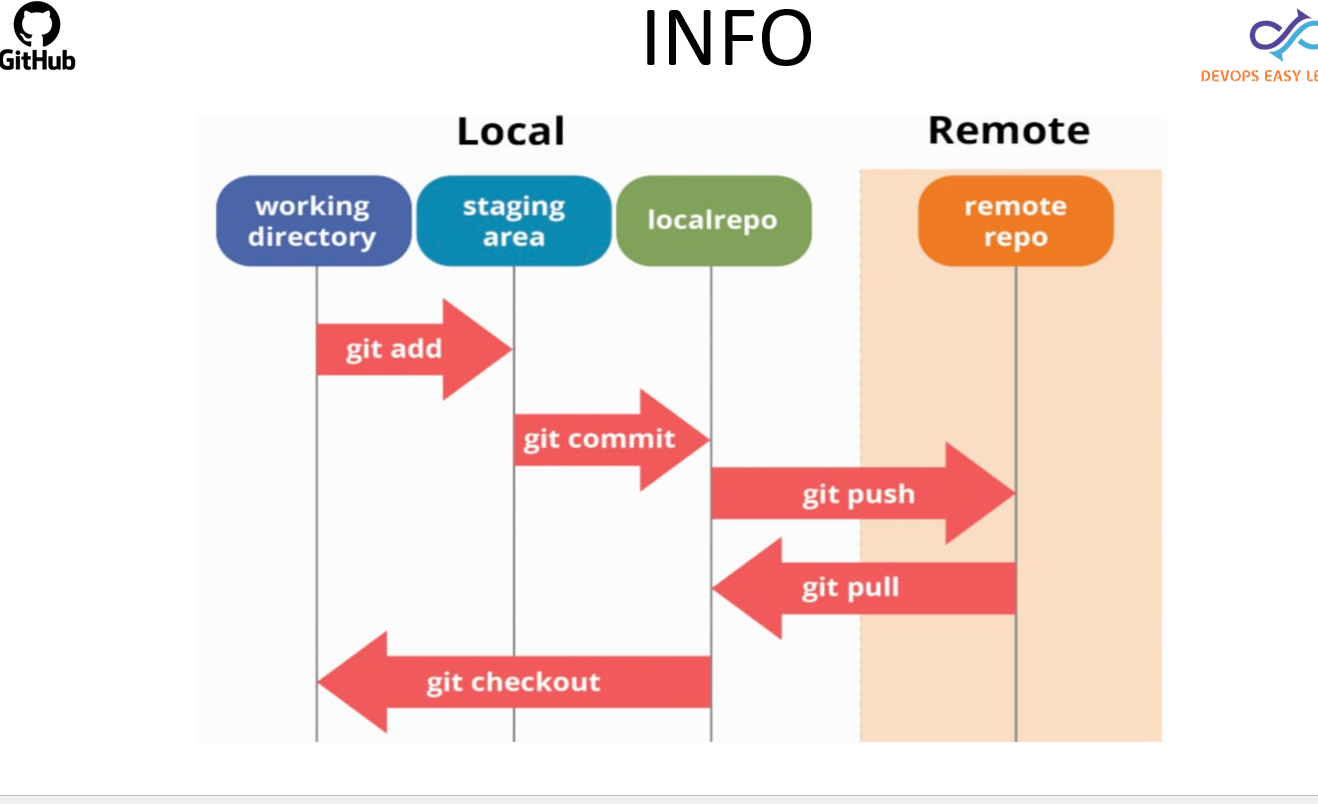 GitHub
INFO
DEVOPS EASY
Local
Remote
working
directory
staging
area
localrepo
remote
repo
git add
git commit
git push
git pull
git checkout